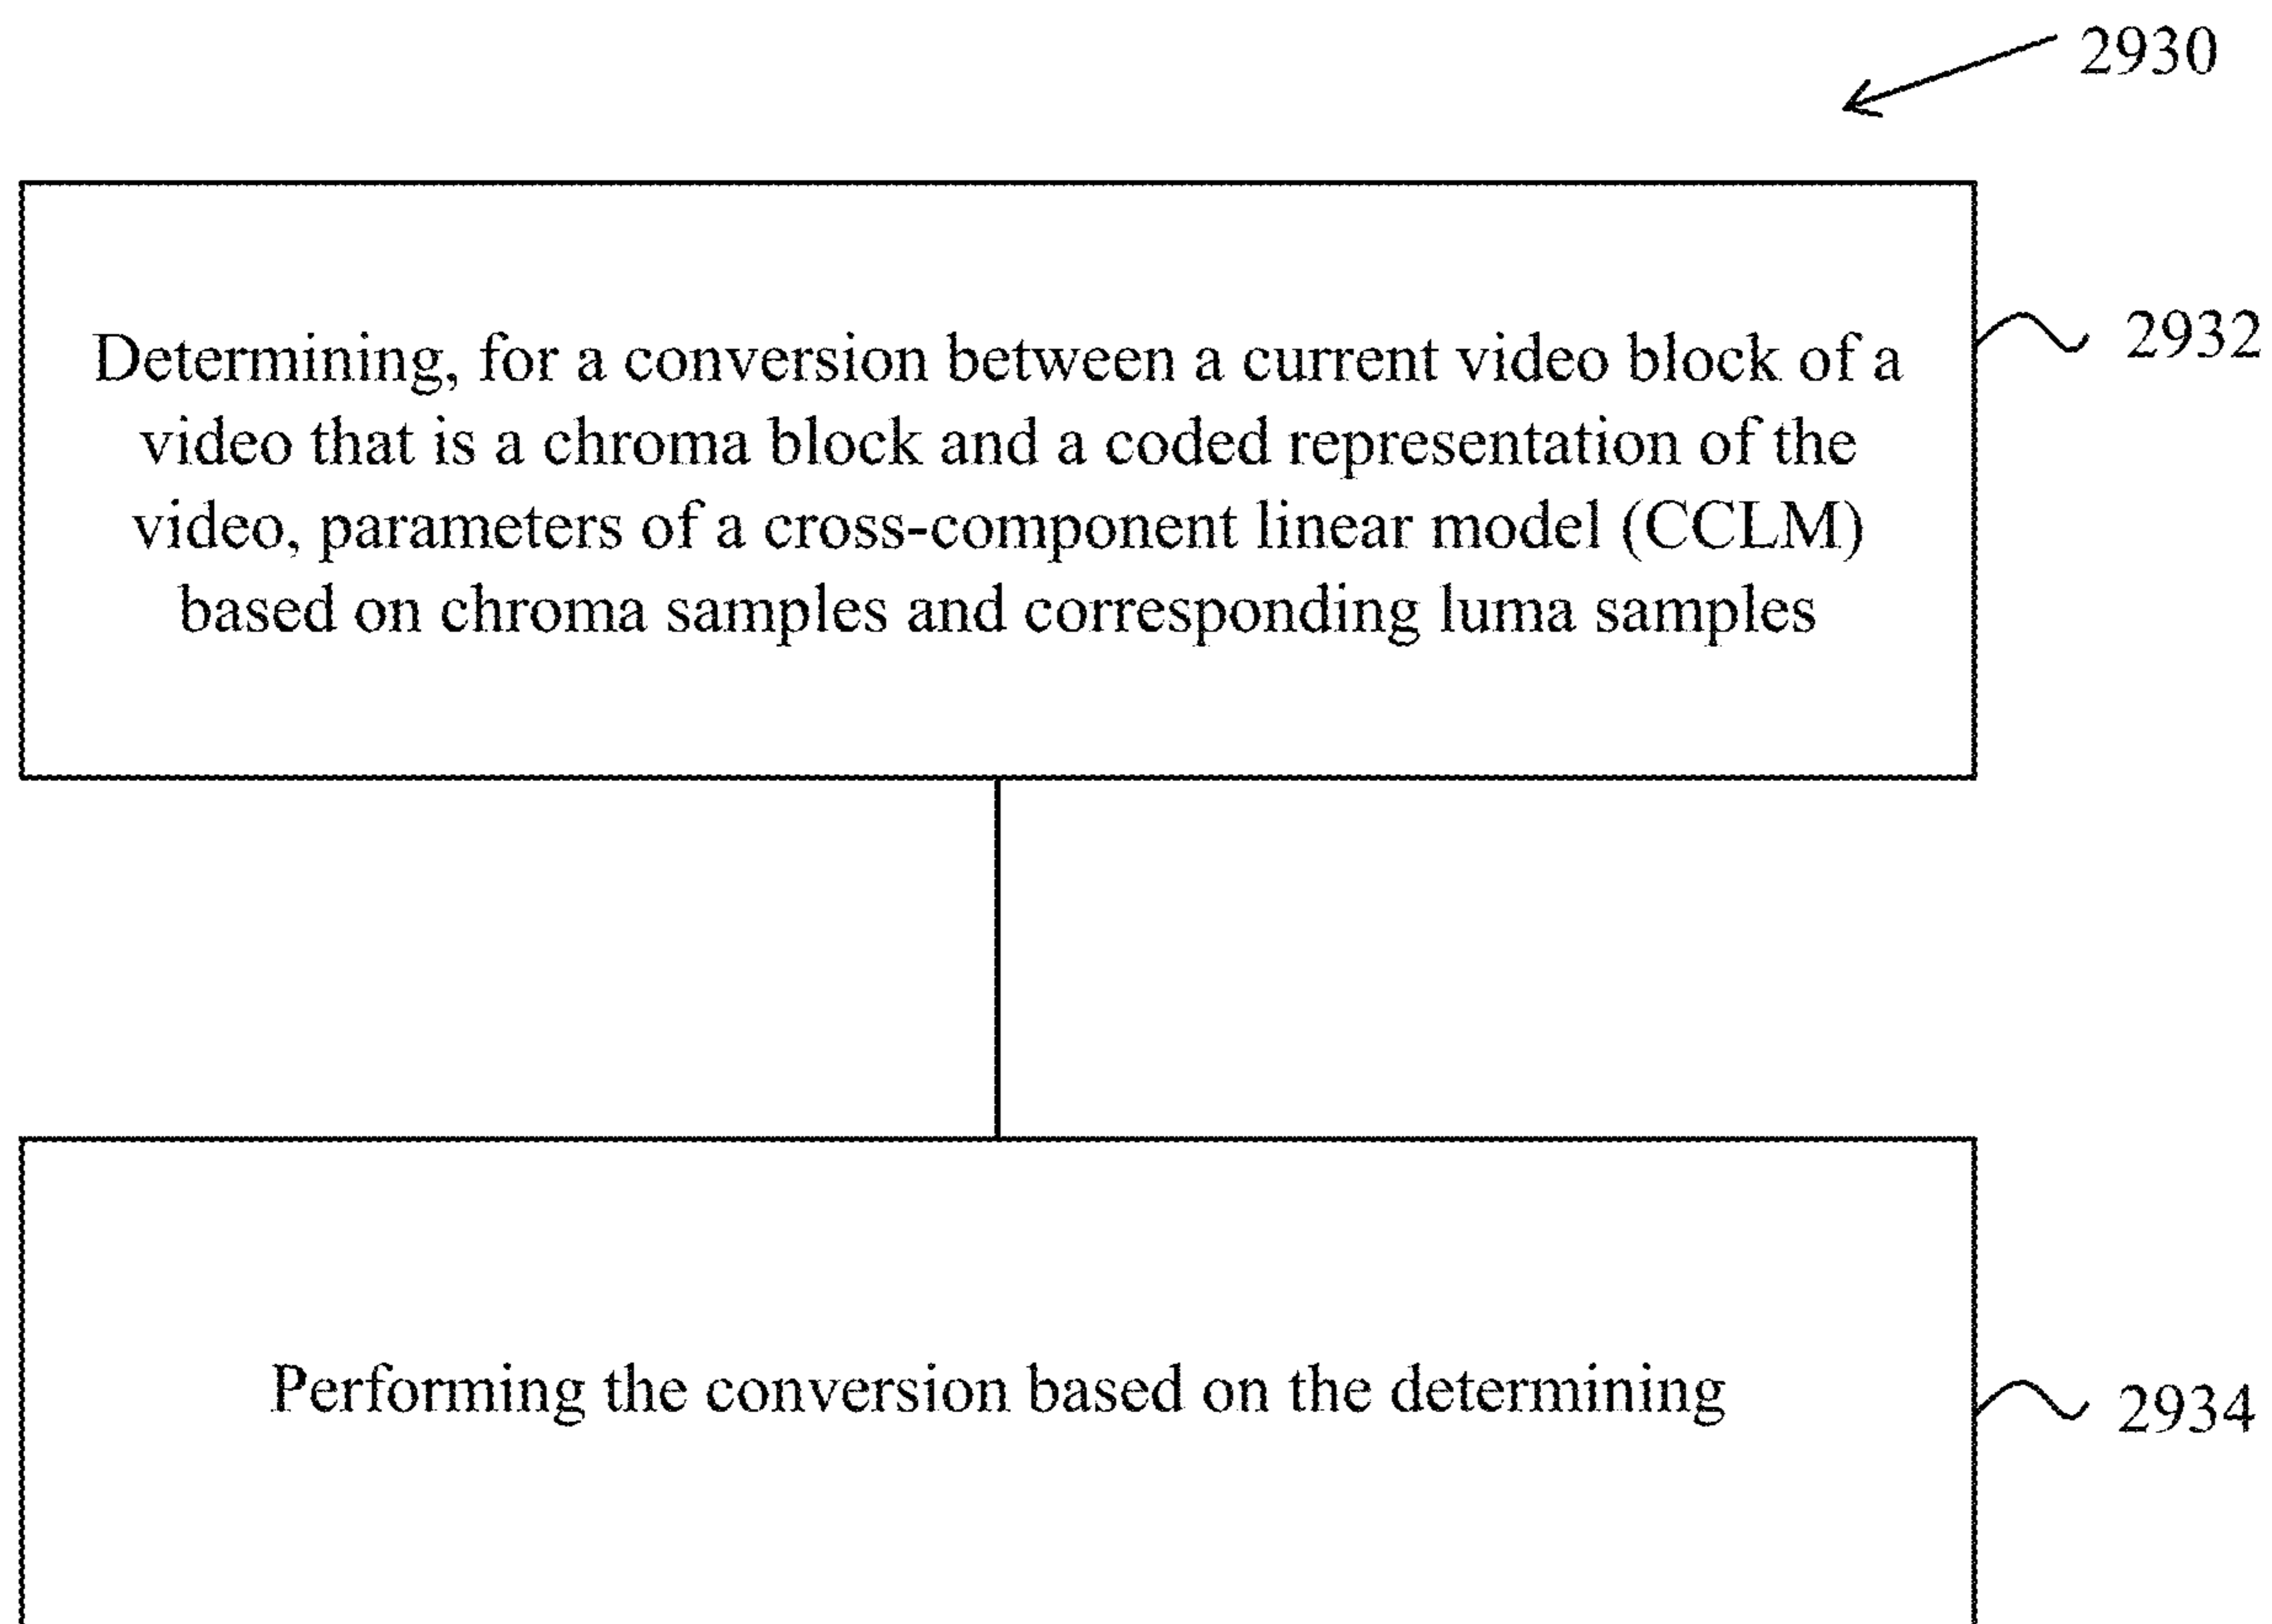 2930
Determining, for a conversion between a current video block of a
video that is a chroma block and a coded representation of the
video, parameters of a cross-component linear model (CCLM)
based on chroma samples and corresponding luma samples
2932
Performing the conversion based on the determining
2934